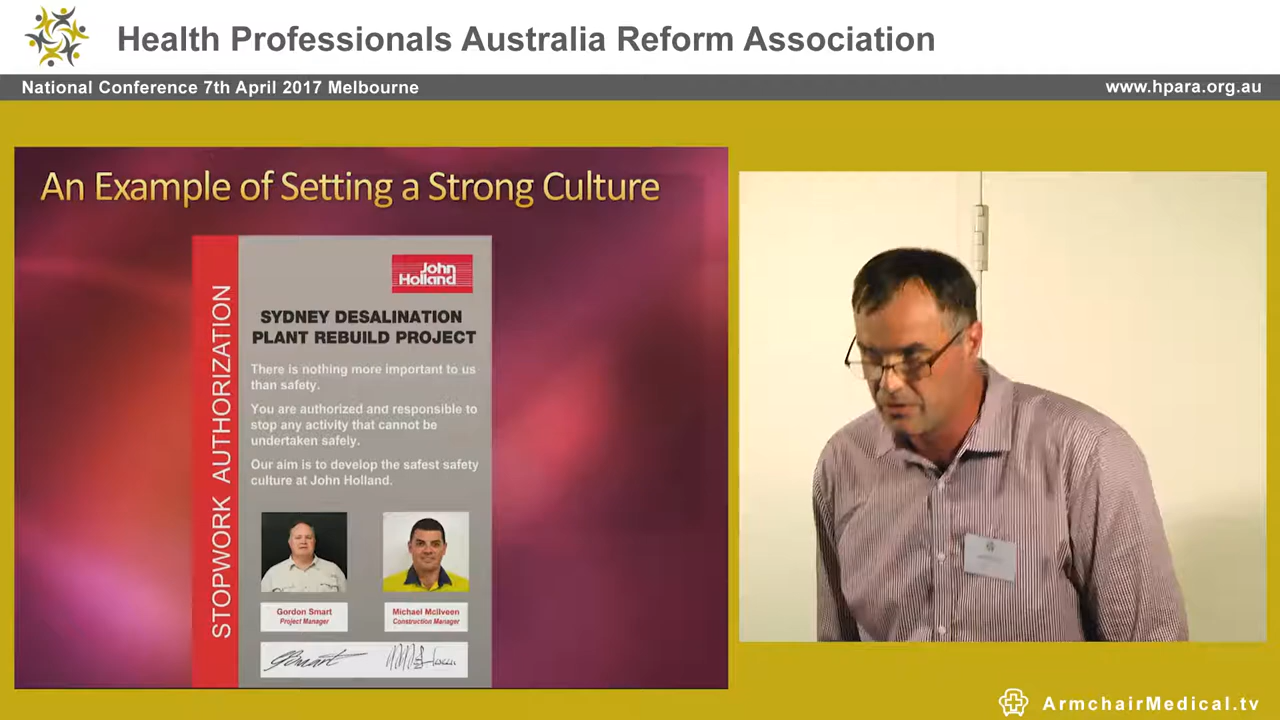 Health Professionals Australia Reform Association
National Conference 7th April 2017 Melbourne
www.hpara.org.au
An Example of Setting a Strong Culture
STOPWORK AUTHORIZATION
John
Holland
SYDNEY DESALINATION
PLANT REBUILD PROJECT
There is nothing more important to us
than safety.
You are authorized and responsible to
stop any activity that cannot be
undertaken safely.
Our aim is to develop the safest safety
culture at John Holland.
Gordon Smart
Project Manager
Michael McIlveen
Construction Manager
ArmchairMedical.tv